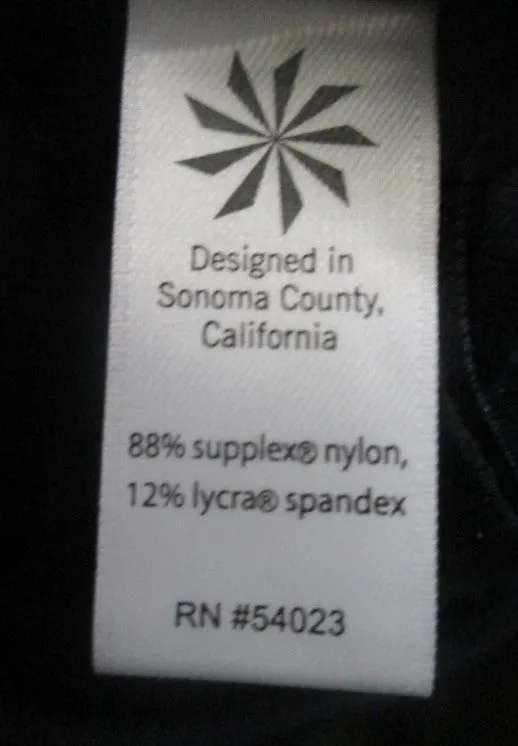 Designed in
Sonoma County,
California
88% supplex® nylon,
12% lycra® spandex
RN #54023